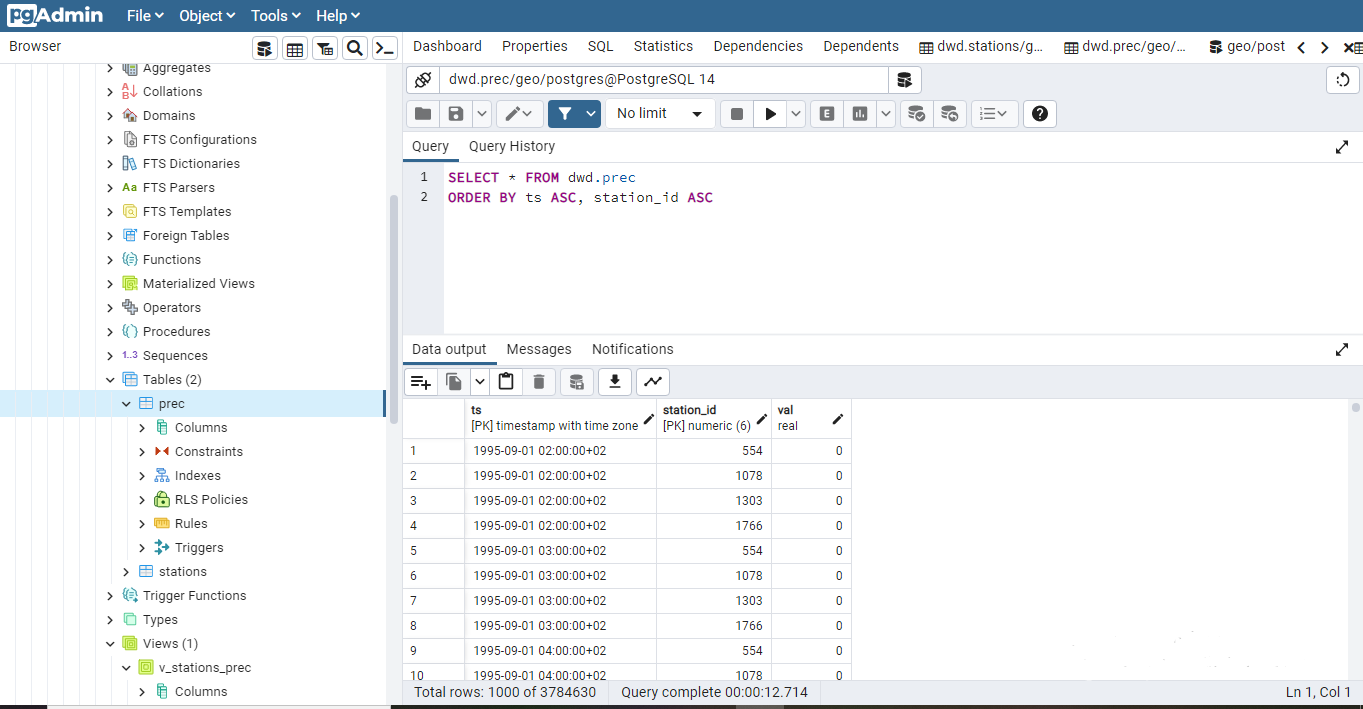 pgAdmin File Object Tools Help
Browser
Aggregates
Collations
Domains
FTS Configurations
FTS Dictionaries
Aa FTS Parsers
FTS Templates
Foreign Tables
Functions
Materialized Views
Operators
Procedures
1..3 Sequences
Tables (2)
prec
Columns
Constraints
Indexes
RLS Policies
Rules
Triggers
stations
Trigger Functions
Types
Views (1)
v_stations_prec
Columns
Dashboard Properties SQL Statistics Dependencies Dependents dwd.stations/g... dwd.prec/geo/... geo/post
dwd.prec/geo/postgres@PostgreSQL 14
No limit E
Query Query History
1 SELECT * FROM dwd.prec
2 ORDER BY ts ASC, station_id ASC
Data output Messages Notifications
ts station_id val
[PK] timestamp with time zone [PK] numeric (6) real
1 1995-09-01 02:00:00+02 554 0
2 1995-09-01 02:00:00+02 1078 0
3 1995-09-01 02:00:00+02 1303 0
4 1995-09-01 02:00:00+02 1766 0
5 1995-09-01 03:00:00+02 554 0
6 1995-09-01 03:00:00+02 1078 0
7 1995-09-01 03:00:00+02 1303 0
8 1995-09-01 03:00:00+02 1766 0
9 1995-09-01 04:00:00+02 554 0
10 1995-09-01 04:00:00+02 1078 0
Total rows: 1000 of 3784630 Query complete 00:00:12.714 Ln 1, Col 1